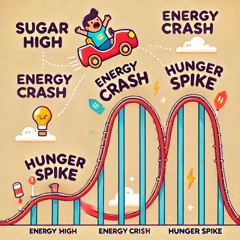 SUGAR
HIGH
ENERGY
CRASH
ENERGY
CRASH
ENERGY
CRASH
HUNGER
SPIKE
HUNGER
SPIKE
ENERGY HIGH
ENERGY CRISH
HUNGER SPIKE